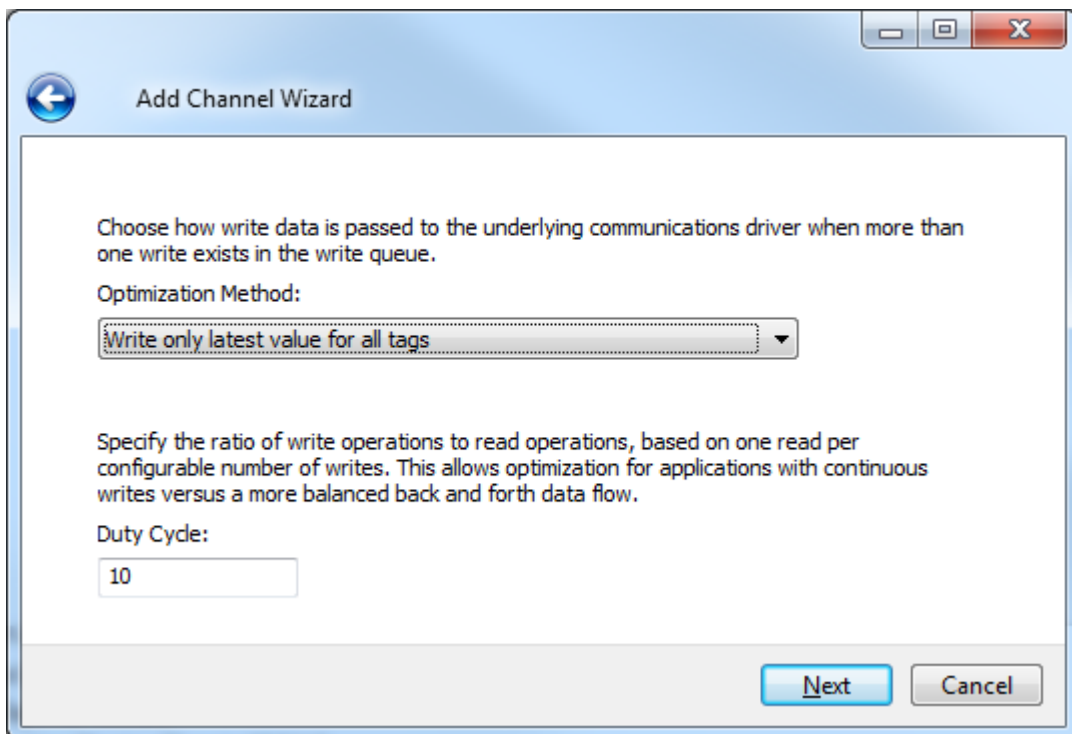 Add Channel Wizard
Choose how write data is passed to the underlying communications driver when more than
one write exists in the write queue.
Optimization Method:
Write only latest value for all tags
Specify the ratio of write operations to read operations, based on one read per
configurable number of writes. This allows optimization for applications with continuous
writes versus a more balanced back and forth data flow.
Duty Cycle:
10
Next Cancel